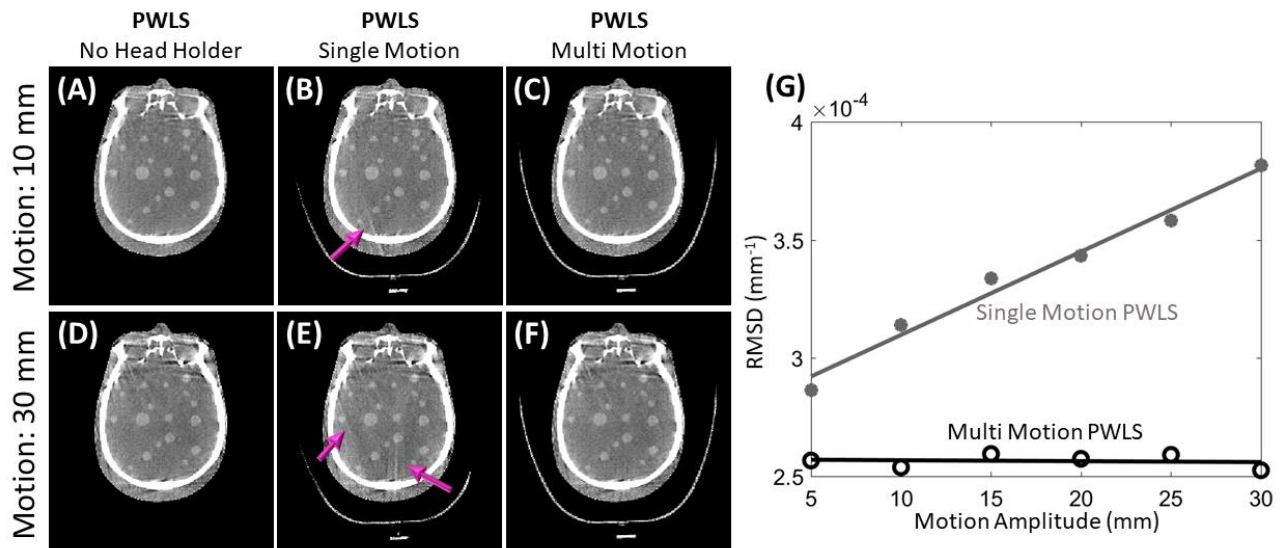 PWLS
No Head Holder
PWLS
Single Motion
PWLS
Multi Motion
Motion: 10 mm
(A)
(B)
(C)
Motion: 30 mm
(D)
(E)
(F)
(G)
×10⁻⁴
4
3.5
3
2.5
RMSD (mm⁻¹)
Single Motion PWLS
Multi Motion PWLS
5 10 15 20 25 30
Motion Amplitude (mm)